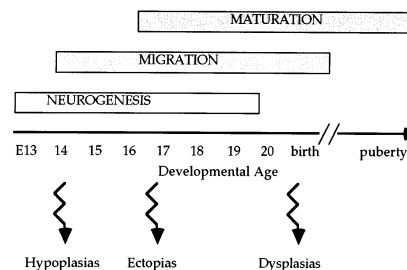 MATURATION
MIGRATION
NEUROGENESIS
E13 14 15 16 17 18 19 20 birth puberty
Developmental Age
Hypoplasias Ectopias Dysplasias